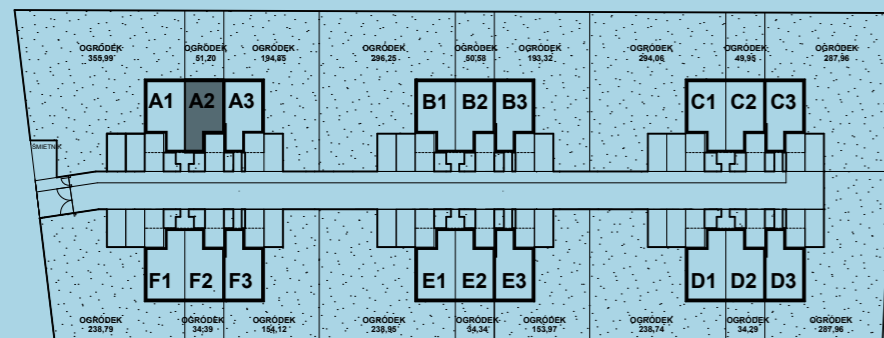 OGRÓDEK OGRÓDEK OGRÓDEK OGRÓDEK OGRÓDEK OGRÓDEK OGRÓDEK OGRÓDEK OGRÓDEK
355,99 51,20 194,85 296,25 50,58 193,32 294,06 49,95 287,96
A1 A2 A3 B1 B2 B3 C1 C2 C3
ŚMIETNIK
F1 F2 F3 E1 E2 E3 D1 D2 D3
OGRÓDEK OGRÓDEK OGRÓDEK OGRÓDEK OGRÓDEK OGRÓDEK OGRÓDEK OGRÓDEK OGRÓDEK
238,79 34,39 154,12 238,95 34,34 153,97 238,74 34,29 287,96